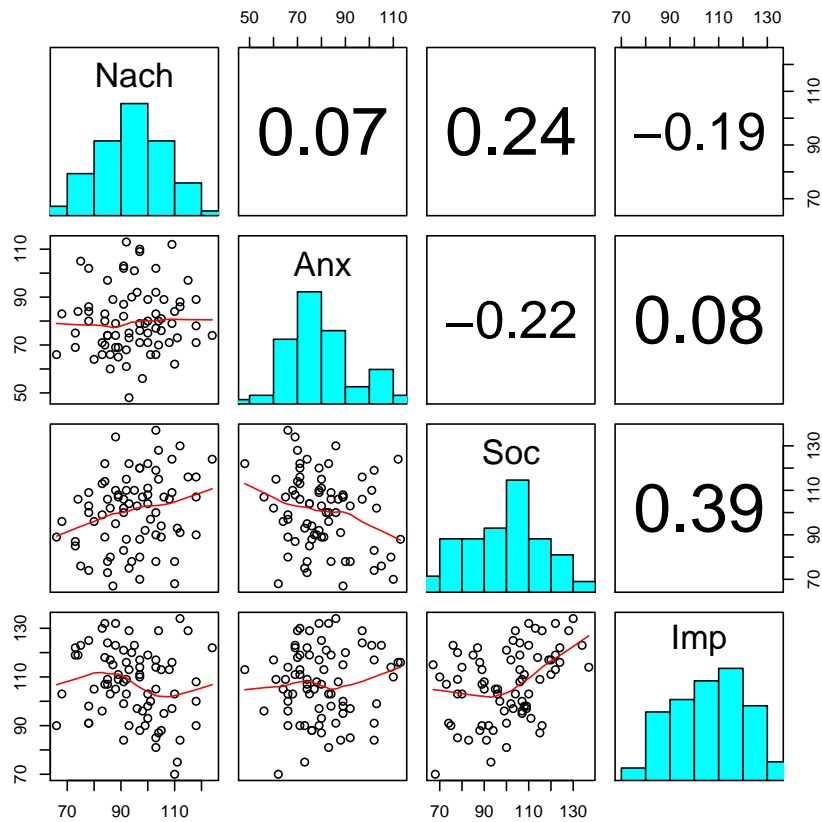 50 70 90 110 70 90 110 130
Nach 0.07 0.24 −0.19
70 90 110
50 70 90 110
Anx −0.22 0.08
Soc 0.39
70 90 110 130
70 90 110 130
Imp
70 90 110 70 90 110 130